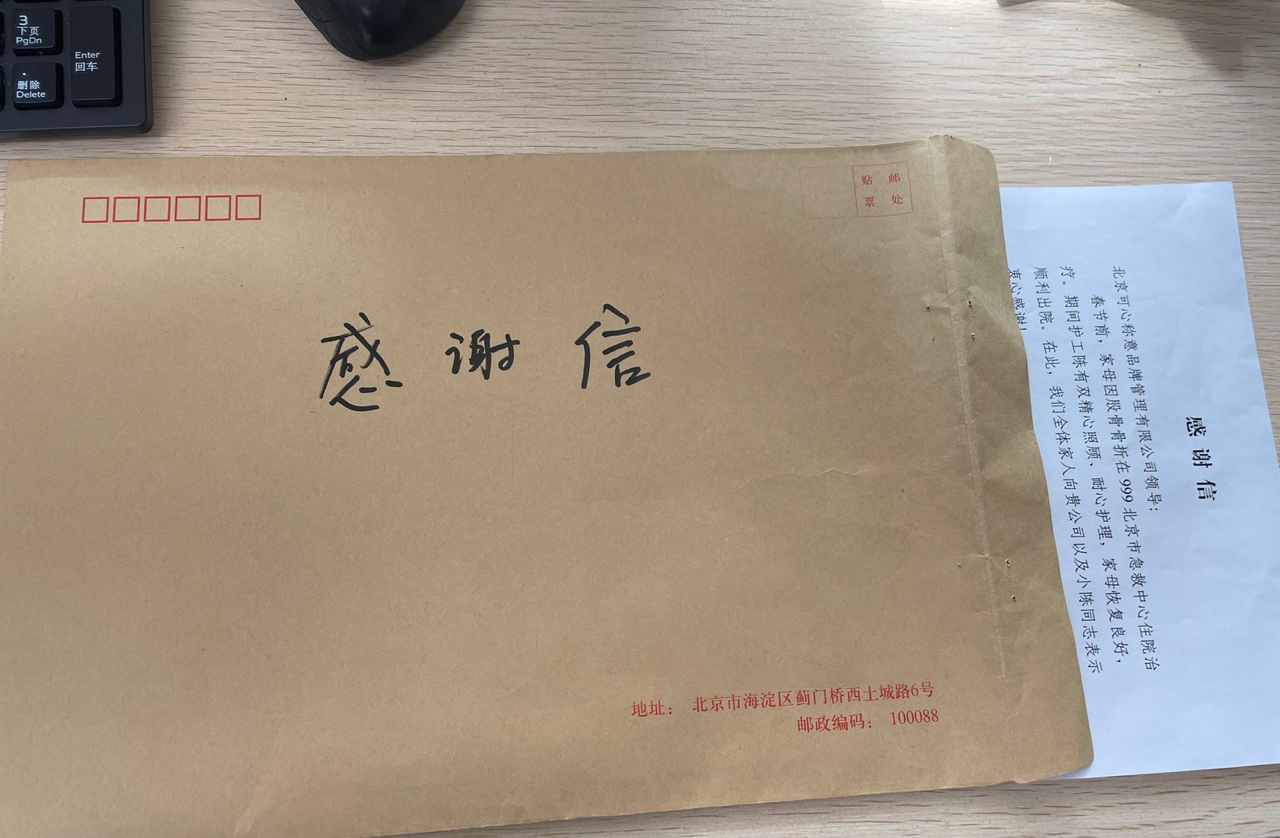 3
下页
PgDn
Enter
回车
.
删除
Delete
贴 邮
票 处
感谢信
地址： 北京市海淀区蓟门桥西土城路6号
邮政编码： 100088
感谢信
北京可心称意品牌管理有限公司领导：
春节前，家母因股骨骨折在 999 北京市急救中心住院治
疗。期间护工陈有双精心照顾、耐心护理，家母恢复良好，
顺利出院。在此，我们全体家人向贵公司以及小陈同志表示
衷心感谢！